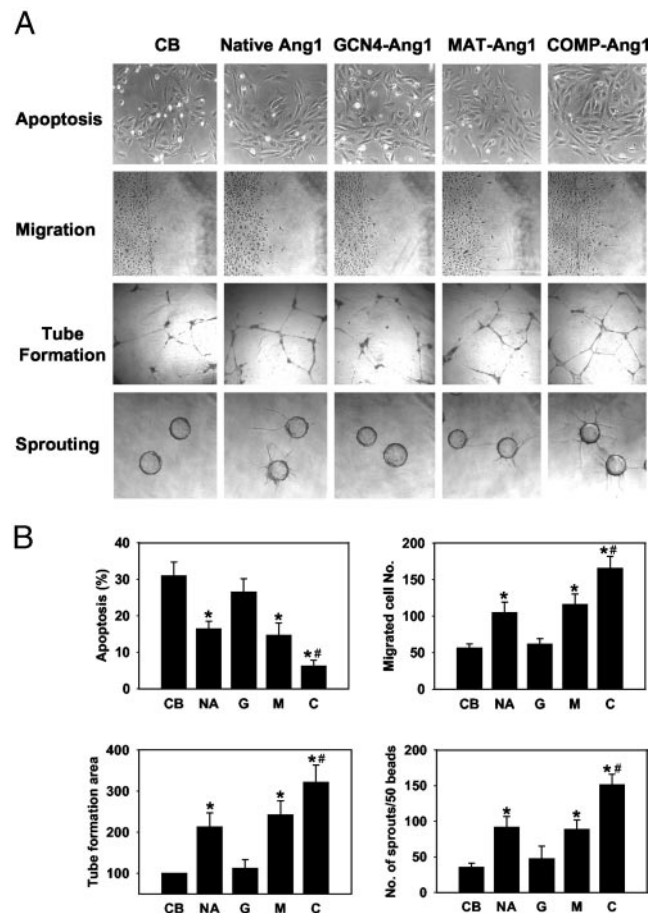 A
CB Native Ang1 GCN4-Ang1 MAT-Ang1 COMP-Ang1
Apoptosis
Migration
Tube
Formation
Sprouting
B
Apoptosis (%)
40
30
20
10
0
*
*
*#
CB NA G M C
Migrated cell No.
200
150
100
50
0
*
*
*#
CB NA G M C
Tube formation area
400
300
200
100
*
*
*#
CB NA G M C
No. of sprouts/50 beads
200
150
100
50
0
*
*
*#
CB NA G M C